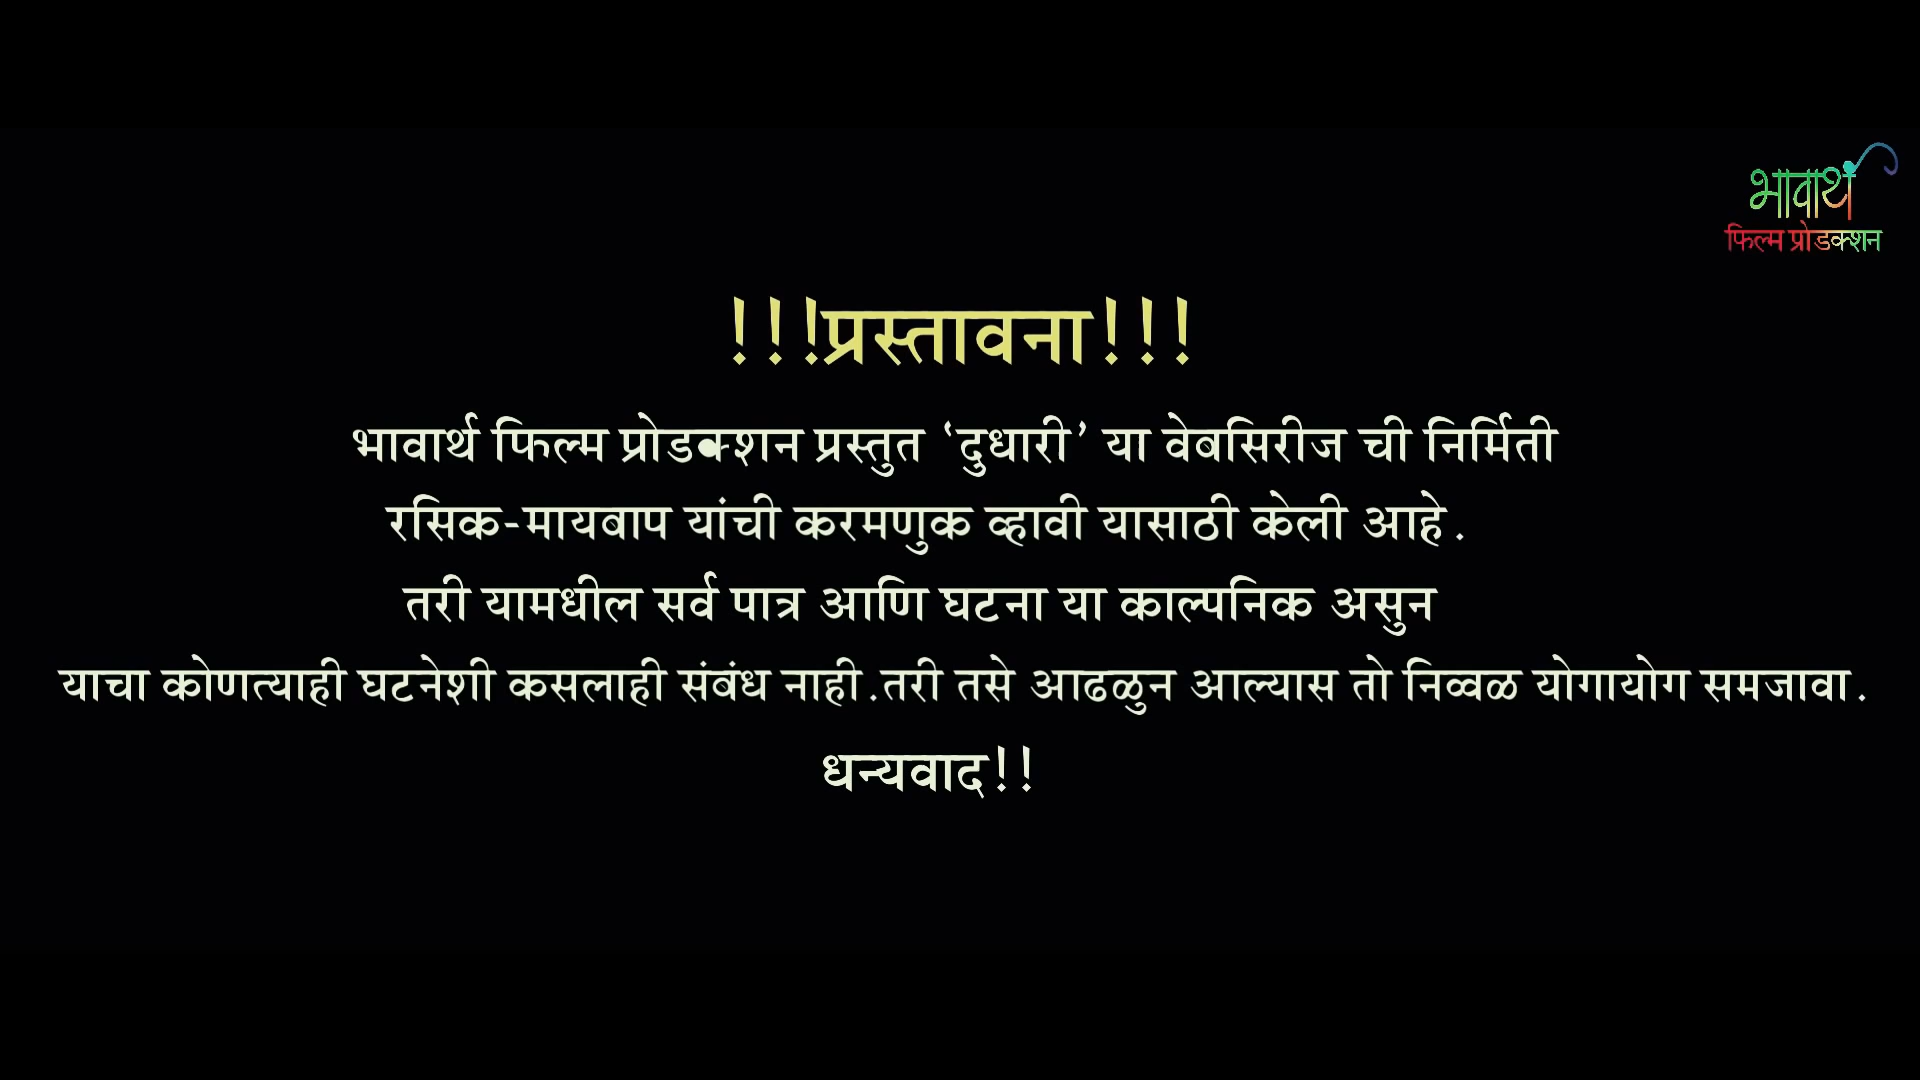 भावार्थ
फिल्म प्रोडक्शन
!!!प्रस्तावना!!!
भावार्थ फिल्म प्रोडक्शन प्रस्तुत ‘दुधारी’ या वेबसिरीज ची निर्मिती
रसिक-मायबाप यांची करमणुक व्हावी यासाठी केली आहे.
तरी यामधील सर्व पात्र आणि घटना या काल्पनिक असुन
याचा कोणत्याही घटनेशी कसलाही संबंध नाही.तरी तसे आढळुन आल्यास तो निव्वळ योगायोग समजावा.
धन्यवाद!!